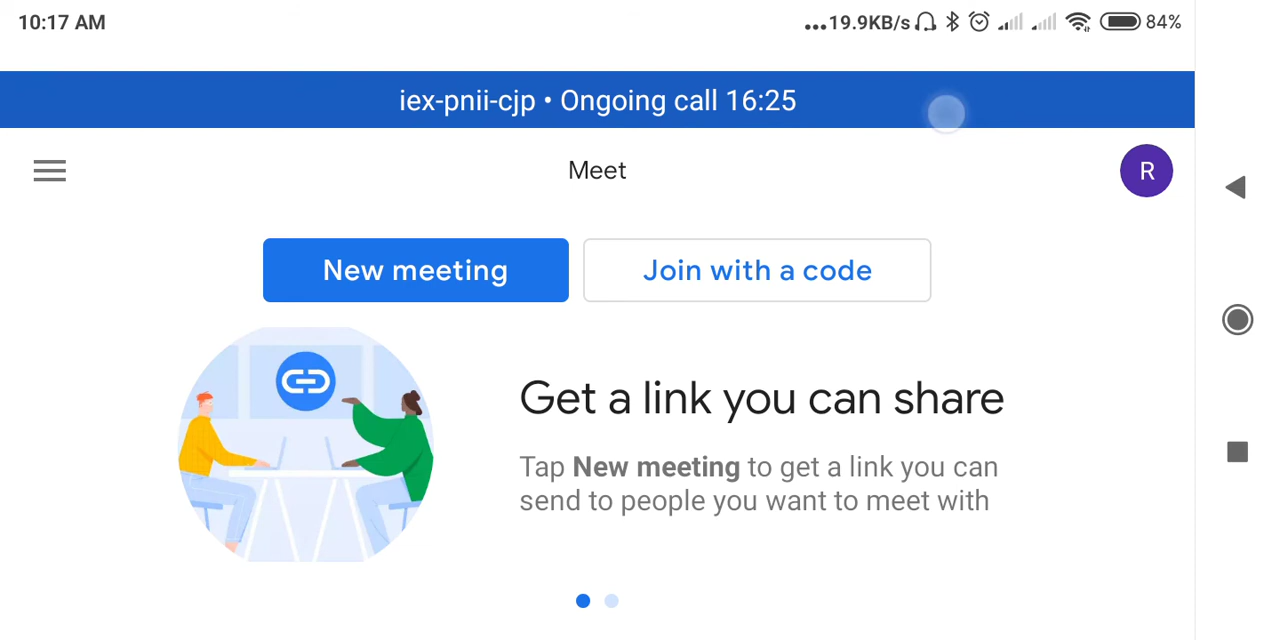 10:17 AM
...19.9KB/s 84%
iex-pnii-cjp • Ongoing call 16:25
Meet
R
New meeting
Join with a code
Get a link you can share
Tap New meeting to get a link you can
send to people you want to meet with